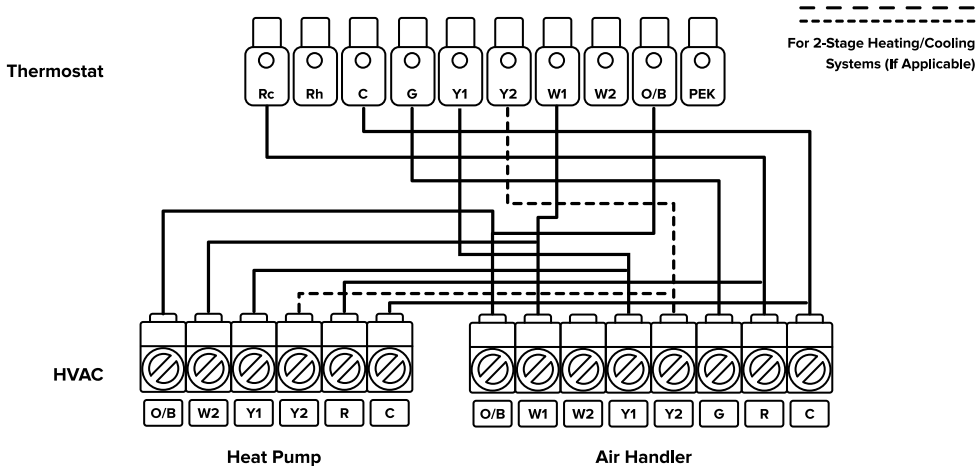 For 2-Stage Heating/Cooling
Systems (If Applicable)
Thermostat
Rc Rh C G Y1 Y2 W1 W2 O/B PEK
HVAC
O/B W2 Y1 Y2 R C
O/B W1 W2 Y1 Y2 G R C
Heat Pump
Air Handler